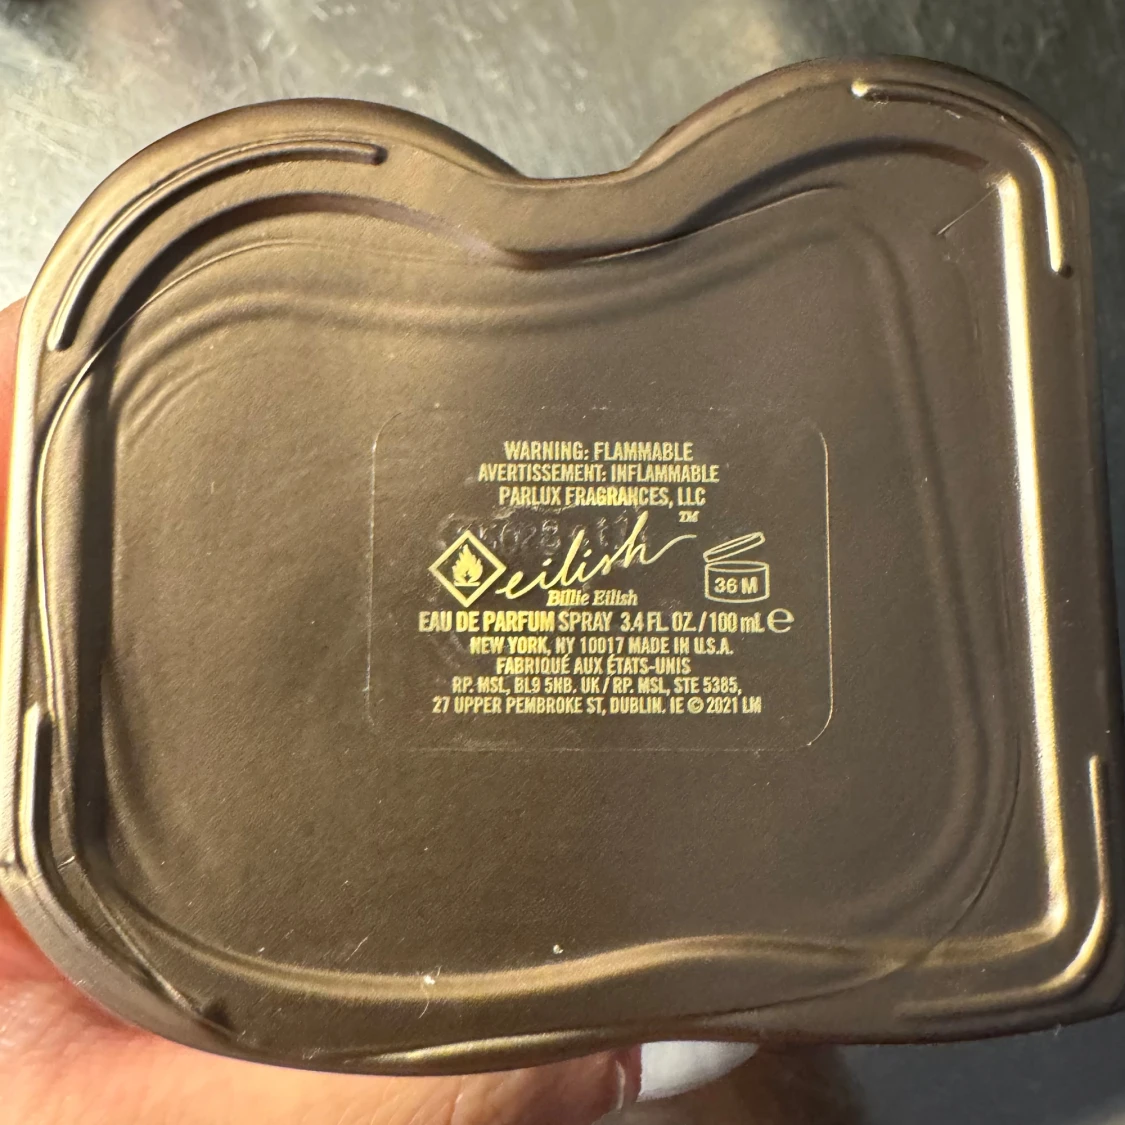 WARNING: FLAMMABLE
AVERTISSEMENT: INFLAMMABLE
PARLUX FRAGRANCES, LLC
eilish™
36 M
Billie Eilish
EAU DE PARFUM SPRAY 3.4 FL. OZ. / 100 mL ℮
NEW YORK, NY 10017 MADE IN U.S.A.
FABRIQUÉ AUX ÉTATS-UNIS
RP. MSL, BL9 5NB. UK / RP. MSL, STE 5385,
27 UPPER PEMBROKE ST, DUBLIN. IE © 2021 LM